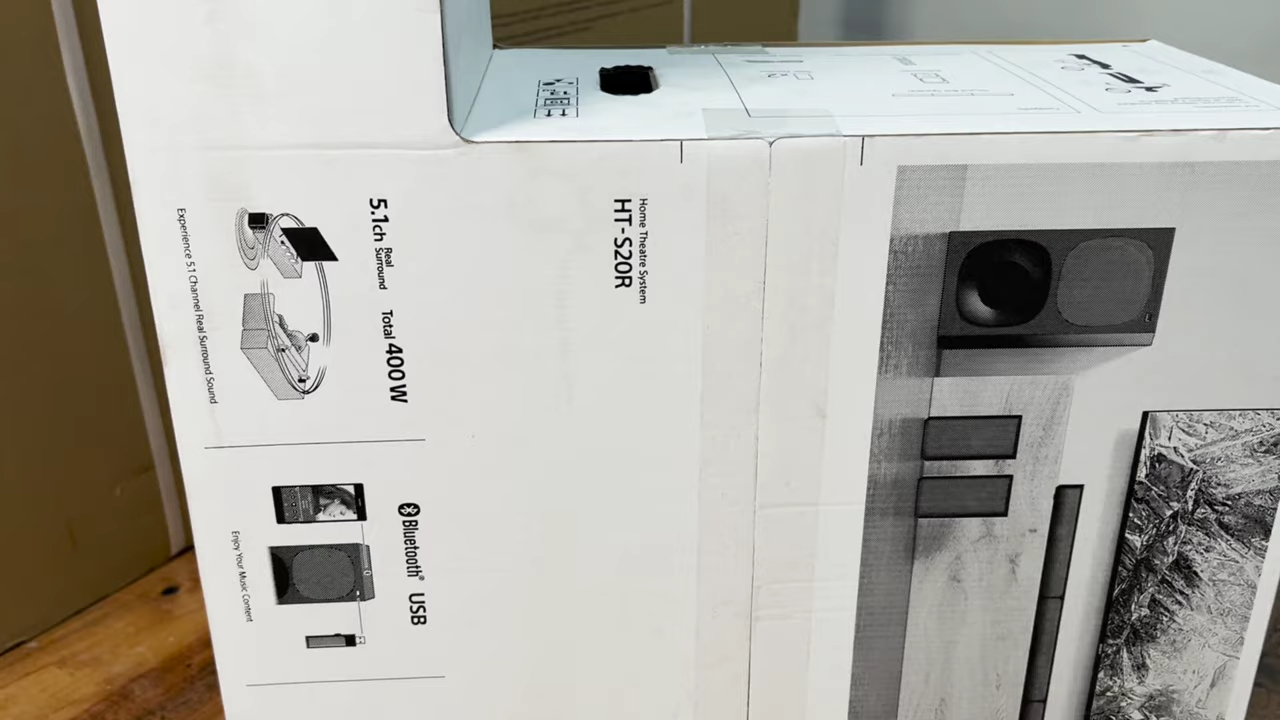 Home Theatre System
HT-S20R
5.1ch Real
Surround
Total 400 W
Experience 5.1 Channel Real Surround Sound
Bluetooth® USB
Enjoy Your Music Content